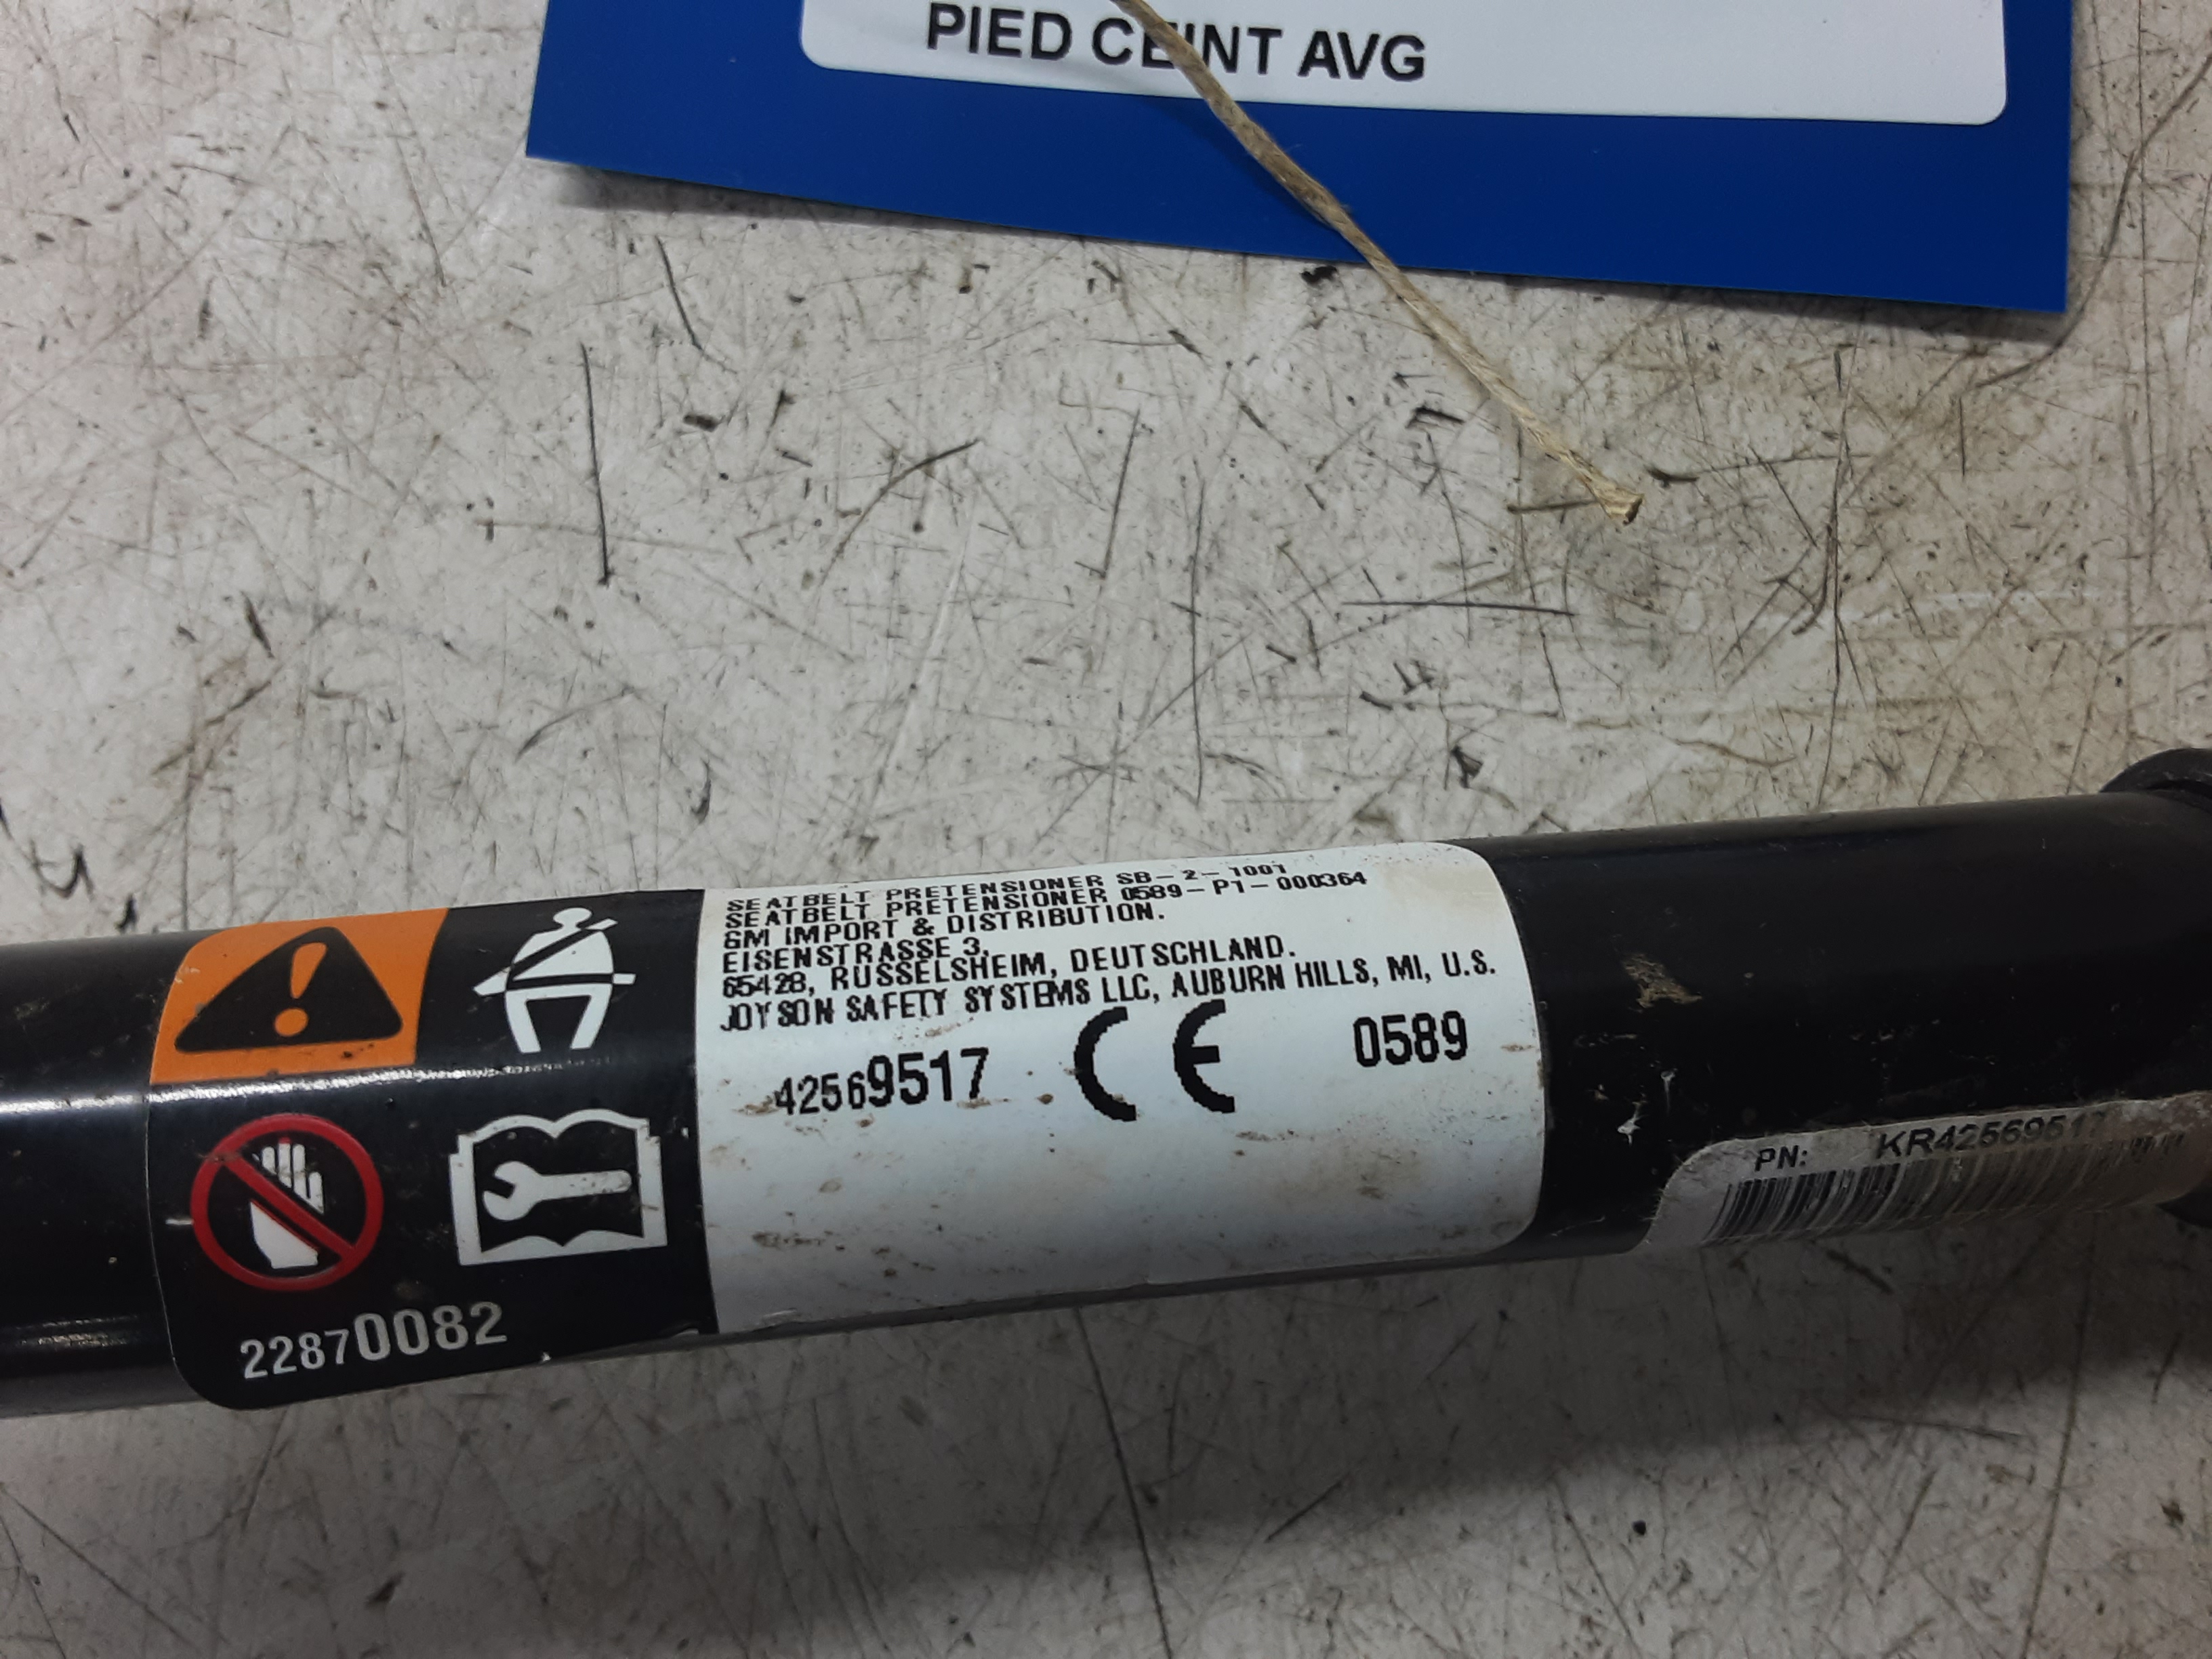 PIED CEINT AVG
SEATBELT PRETENSIONER SB-2-1001
SEATBELT PRETENSIONER 0589-P1-000364
GM IMPORT & DISTRIBUTION.
EISENSTRASSE 3,
65428, RUSSELSHEIM, DEUTSCHLAND.
JOYSON SAFETY SYSTEMS LLC, AUBURN HILLS, MI, U.S.
42569517 CE 0589
PN: KR42569517
22870082